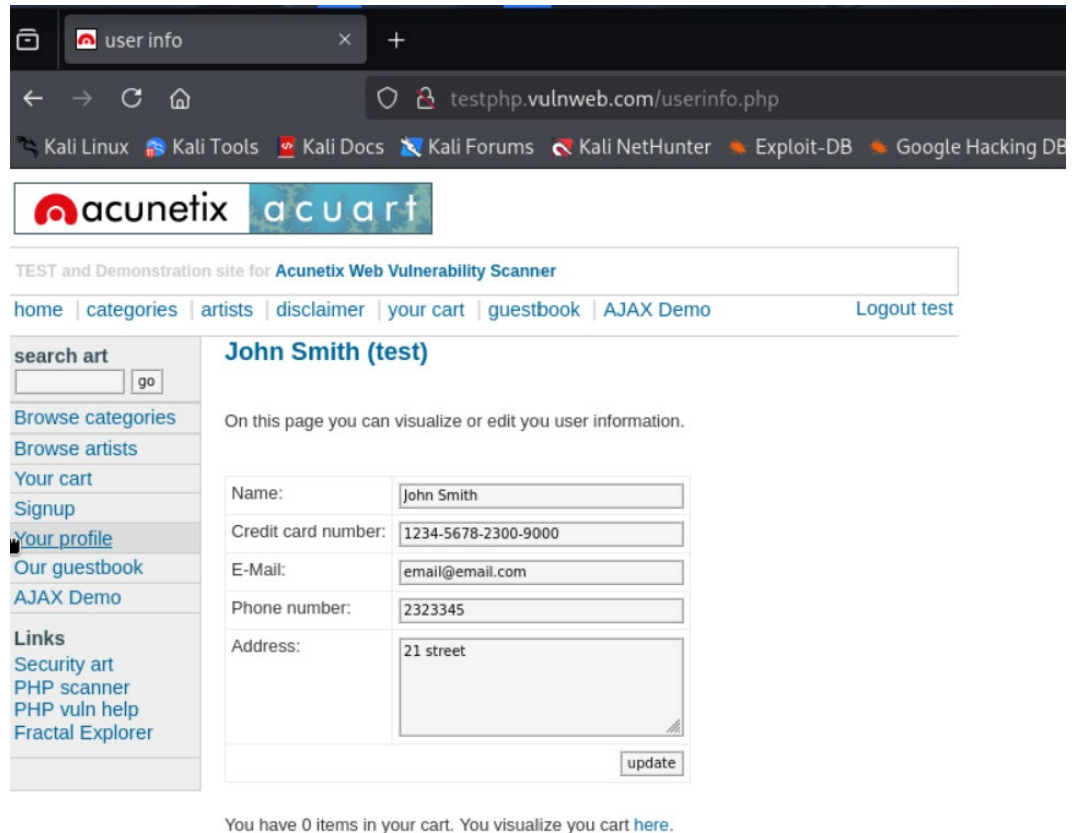 user info
testphp.vulnweb.com/userinfo.php
Kali Linux Kali Tools Kali Docs Kali Forums Kali NetHunter Exploit-DB Google Hacking DB
acunetix acuart
TEST and Demonstration site for Acunetix Web Vulnerability Scanner
home | categories | artists | disclaimer | your cart | guestbook | AJAX Demo Logout test
search art
go
Browse categories
Browse artists
Your cart
Signup
Your profile
Our guestbook
AJAX Demo
Links
Security art
PHP scanner
PHP vuln help
Fractal Explorer
John Smith (test)
On this page you can visualize or edit you user information.
Name: John Smith
Credit card number: 1234-5678-2300-9000
E-Mail: email@email.com
Phone number: 2323345
Address: 21 street
update
You have 0 items in your cart. You visualize you cart here.